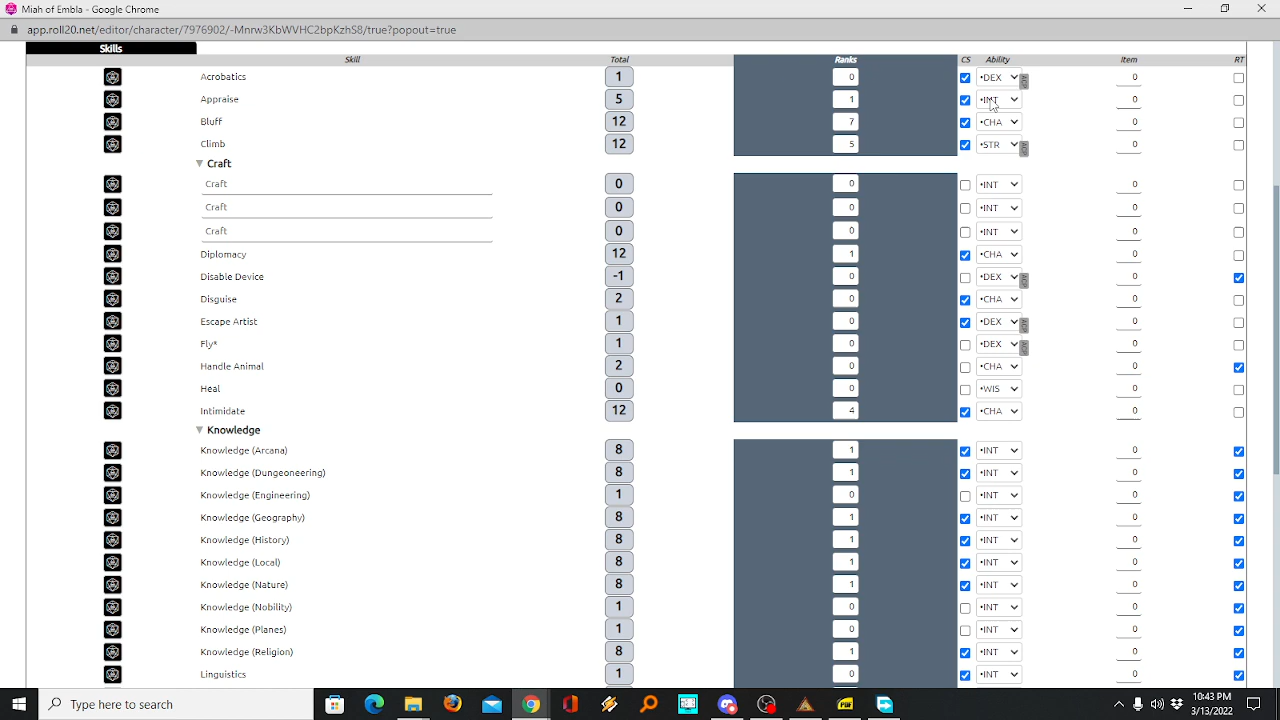 Miah of Embla - Google Chrome
app.roll20.net/editor/character/7976902/-Mnrw3KbWVHC2bpKzhS8/true?popout=true
Skills
Skill Total Ranks CS Ability Item RT
Acrobatics 1 0 •DEX ACP 0
Appraise 5 1 •INT 0
Bluff 12 7 •CHA 0
Climb 12 5 •STR ACP 0
Craft
Craft 0 0 •INT 0
Craft 0 0 •INT 0
Craft 0 0 •INT 0
Diplomacy 12 1 •CHA 0
Disable Device -1 0 •DEX ACP 0
Disguise 2 0 •CHA 0
Escape Artist 1 0 •DEX ACP 0
Fly* 1 0 •DEX ACP 0
Handle Animal 2 0 •CHA 0
Heal 0 0 •WIS 0
Intimidate 12 4 •CHA 0
Knowledge
Knowledge (Arcana) 8 1 •INT 0
Knowledge (Dungeoneering) 8 1 •INT 0
Knowledge (Engineering) 1 0 •INT 0
Knowledge (Geography) 8 1 •INT 0
Knowledge (History) 8 1 •INT 0
Knowledge (Local) 8 1 •INT 0
Knowledge (Nature) 8 1 •INT 0
Knowledge (Nobility) 1 0 •INT 0
Knowledge (Planes) 1 0 •INT 0
Knowledge (Religion) 8 1 •INT 0
Linguistics 1 0 •INT 0
Type here to search
PDF
10:43 PM
3/13/2022